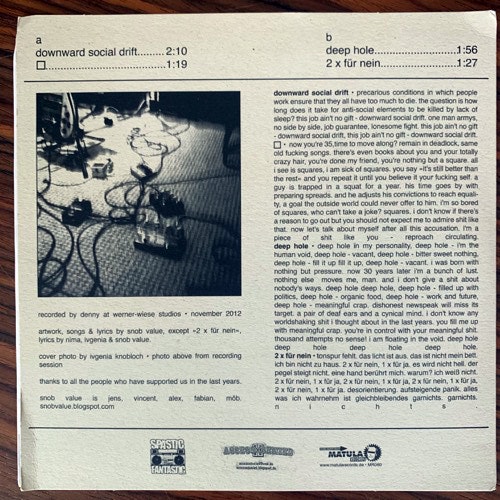 a
downward social drift.........2:10
□..........................................1:19
b
deep hole............................1:56
2 x für nein.........................1:27
recorded by denny at werner-wiese studios • november 2012
artwork, songs & lyrics by snob value, except »2 x für nein«,
lyrics by nima, ivgenia & snob value.
cover photo by ivgenia knobloch • photo above from recording
session
thanks to all the people who have supported us in the last years.
snob value is jens, vincent, alex, fabian, möb.
snobvalue.blogspot.com
downward social drift • precarious conditions in which people
work ensure that they all have too much to die. the question is how
long does it take for anti-social elements to be killed by lack of
sleep? this job ain't no gift - downward social drift. one man armys,
no side by side, job guarantee, lonesome fight. this job ain't no gift
- downward social drift, this job ain't no gift - downward social drift.
□ • now you're 35,time to move along? remain in deadlock, same
old fucking songs. there's even books about you and your totally
crazy hair, you're done my friend, you're nothing but a square. all
i see is squares, i am sick of squares. you say »it's still better than
the rest« and you repeat it until you believe it your fucking self. a
guy is trapped in a squat for a year. his time goes by with
preparing spreads. and he adjusts his convictions to reach equali-
ty, a goal the outside world could never offer to him. i'm so bored
of squares, who can't take a joke? squares. i don't know if there's
a reason to go out but you should not expect me to admire shit like
that. now let's talk about myself after all this accusation. i'm a
piece of shit like you - reproach circulating.
deep hole • deep hole in my personality, deep hole - i'm the
human void, deep hole - vacant, deep hole - bitter sweet nothing,
deep hole - fill it up fill it up, deep hole - vacant. i was born with
nothing but pressure. now 30 years later i'm a bunch of lust.
nothing else moves me, man. and i don't give a shit about
nobody's ways. deep hole deep hole, deep hole - filled up with
politics, deep hole - organic food, deep hole - work and future,
deep hole - meaningful crap. dishonest newspeak will miss its
target. a pair of deaf ears and a cynical mind. i don't know any
worldshaking shit i thought about in the last years. you fill me up
with meaningful crap. you're in control with your meaningful shit.
thousand attempts no sense! i am floating in the void. deep hole
deep hole deep hole deep hole deep hole.
2 x für nein • tonspur fehlt. das licht ist aus. das ist nicht mein bett.
ich bin nicht zu haus. 2 x für nein, 1 x für ja. es wird nicht hell. der
pegel steigt nicht. eine hand berührt mich. warum? ich weiß nicht.
2 x für nein, 1 x für ja, 2 x für nein, 1 x für ja, 2 x für nein, 1 x für ja,
2 x für nein, 1 x für ja. desorientierung. aufsteigende panik. alles
was ich wahrnehm ist gleichbleibendes garnichts. garnichts.
n i c h t s
SPASTIC
FANTASTIC
MATULA
RECORDS
www.matularecords.de • MR060